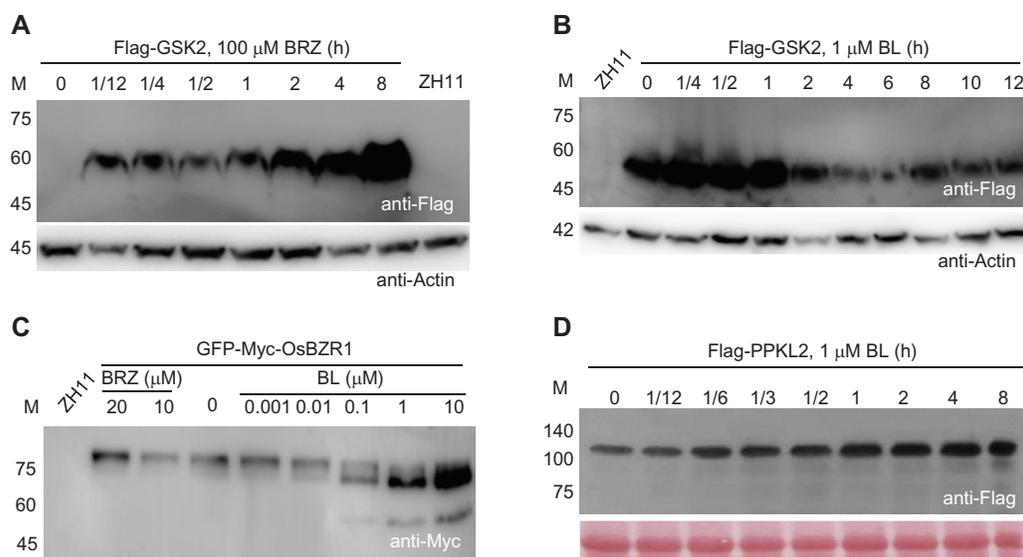 A
Flag-GSK2, 100 μM BRZ (h)
M 0 1/12 1/4 1/2 1 2 4 8 ZH11
75
60
45
anti-Flag
45
anti-Actin
B
Flag-GSK2, 1 μM BL (h)
ZH11 0 1/4 1/2 1 2 4 6 8 10 12
M
75
60
45
anti-Flag
42
anti-Actin
C
GFP-Myc-OsBZR1
ZH11
BRZ (μM) BL (μM)
M 20 10 0 0.001 0.01 0.1 1 10
75
60
45
anti-Myc
D
Flag-PPKL2, 1 μM BL (h)
M
0 1/12 1/6 1/3 1/2 1 2 4 8
140
100
75
anti-Flag